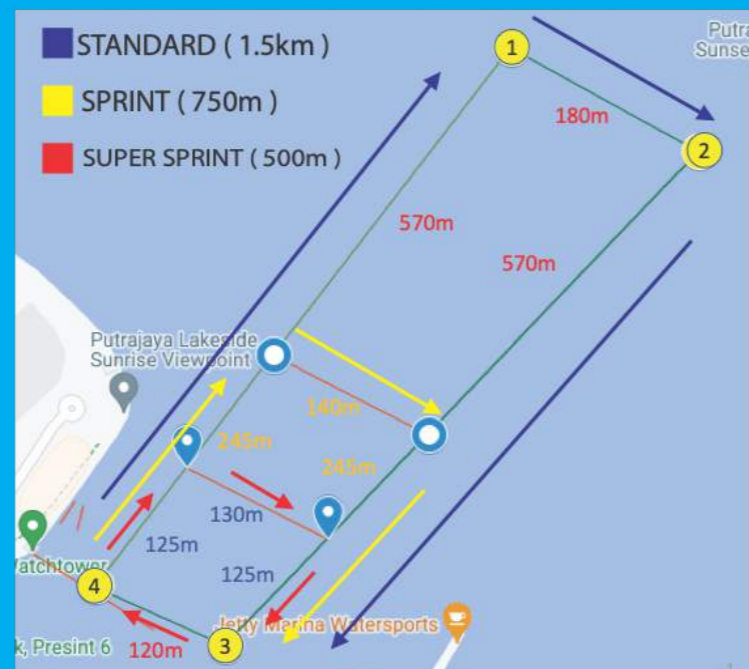 STANDARD ( 1.5km )
SPRINT ( 750m )
SUPER SPRINT ( 500m )
Putra
Sunse
1
180m
2
570m
570m
Putrajaya Lakeside
Sunrise Viewpoint
140m
245m
245m
130m
125m
125m
Watchtower
4
3
Jetty Marina Watersports
k, Presint 6
120m